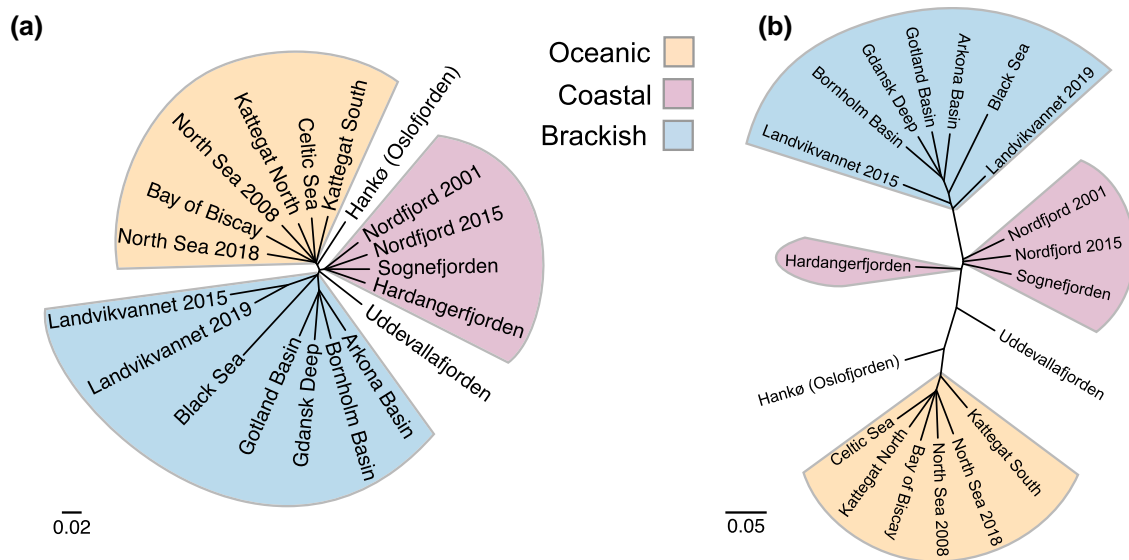 (a)
Oceanic
Coastal
Brackish
Kattegat South
Celtic Sea
Kattegat North
North Sea 2008
Bay of Biscay
North Sea 2018
Hankø (Oslofjorden)
Nordfjord 2001
Nordfjord 2015
Sognefjorden
Hardangerfjorden
Uddevallafjorden
Landvikvannet 2015
Landvikvannet 2019
Black Sea
Gotland Basin
Gdansk Deep
Bornholm Basin
Arkona Basin
0.02
(b)
Landvikvannet 2015
Bornholm Basin
Gdansk Deep
Gotland Basin
Arkona Basin
Black Sea
Landvikvannet 2019
Nordfjord 2001
Nordfjord 2015
Sognefjorden
Hardangerfjorden
Uddevallafjorden
Hankø (Oslofjorden)
Celtic Sea
Kattegat North
Bay of Biscay
North Sea 2008
North Sea 2018
Kattegat South
0.05